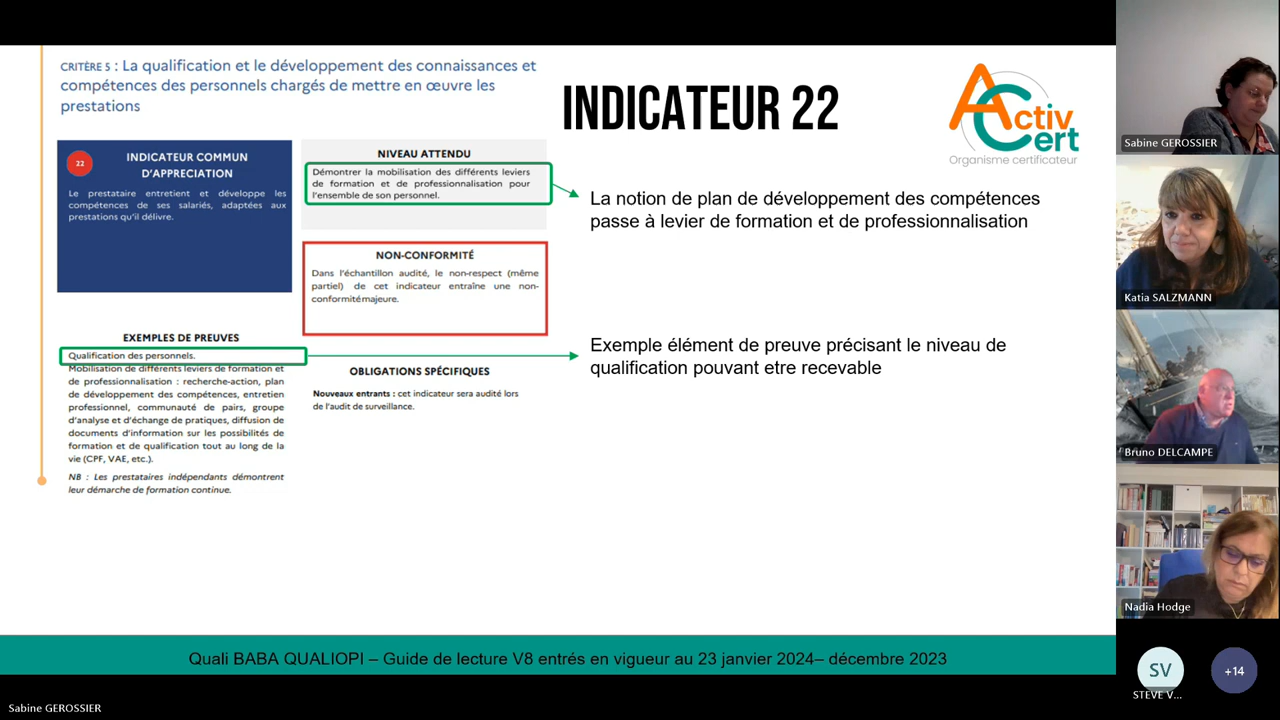 CRITÈRE 5 : La qualification et le développement des connaissances et
compétences des personnels chargés de mettre en œuvre les
prestations
INDICATEUR 22
Activ
Cert
Organisme certificateur
22
INDICATEUR COMMUN
D'APPRECIATION
Le prestataire entretient et développe les
compétences de ses salariés, adaptées aux
prestations qu'il délivre.
NIVEAU ATTENDU
Démontrer la mobilisation des différents leviers
de formation et de professionnalisation pour
l'ensemble de son personnel.
La notion de plan de développement des compétences
passe à levier de formation et de professionnalisation
NON-CONFORMITÉ
Dans l'échantillon audité, le non-respect (même
partiel) de cet indicateur entraîne une non-
conformitémajeure.
EXEMPLES DE PREUVES
Qualification des personnels.
Mobilisation de différents leviers de formation et
de professionnalisation : recherche-action, plan
de développement des compétences, entretien
professionnel, communauté de pairs, groupe
d'analyse et d'échange de pratiques, diffusion de
documents d'information sur les possibilités de
formation et de qualification tout au long de la
vie (CPF, VAE, etc.).
NB : Les prestataires indépendants démontrent
leur démarche de formation continue.
Exemple élément de preuve précisant le niveau de
qualification pouvant etre recevable
OBLIGATIONS SPÉCIFIQUES
Nouveaux entrants : cet indicateur sera audité lors
de l'audit de surveillance.
Quali BABA QUALIOPI – Guide de lecture V8 entrés en vigueur au 23 janvier 2024– décembre 2023
Sabine GEROSSIER
Sabine GEROSSIER
Katia SALZMANN
Bruno DELCAMPE
Nadia Hodge
SV
STEVE V...
+14